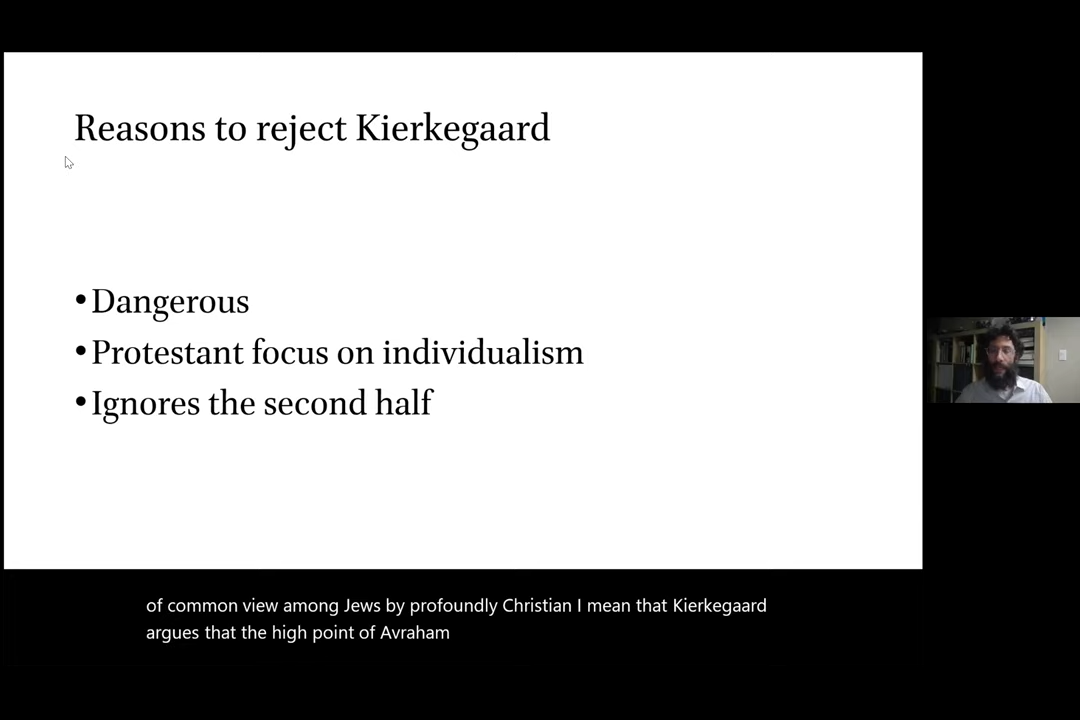 Reasons to reject Kierkegaard
•Dangerous
•Protestant focus on individualism
•Ignores the second half
of common view among Jews by profoundly Christian I mean that Kierkegaard
argues that the high point of Avraham